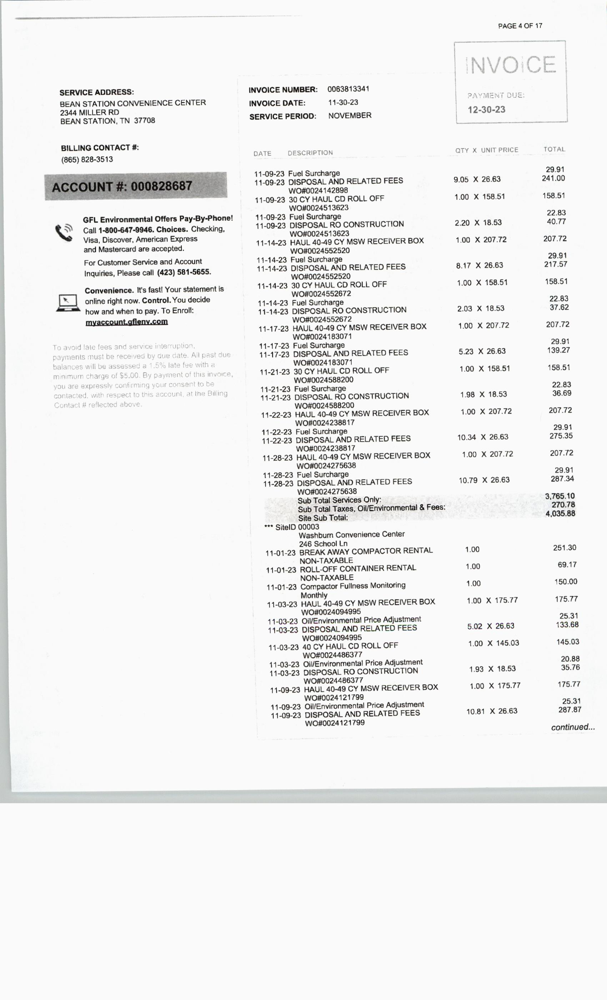 PAGE 4 OF 17
INVOICE
PAYMENT DUE:
12-30-23
SERVICE ADDRESS:
BEAN STATION CONVENIENCE CENTER
2344 MILLER RD
BEAN STATION, TN 37708
INVOICE NUMBER: 0063813341
INVOICE DATE: 11-30-23
SERVICE PERIOD: NOVEMBER
BILLING CONTACT #:
(865) 828-3513
ACCOUNT #: 000828687
GFL Environmental Offers Pay-By-Phone!
Call 1-800-647-9946. Choices. Checking,
Visa, Discover, American Express
and Mastercard are accepted.
For Customer Service and Account
Inquiries, Please call (423) 581-5655.
Convenience. It's fast! Your statement is
online right now. Control. You decide
how and when to pay. To Enroll:
myaccount.gflenv.com
To avoid late fees and service interruption,
payments must be received by due date. All past due
balances will be assessed a 1.5% late fee with a
minimum charge of $5.00. By payment of this invoice,
you are expressly confirming your consent to be
contacted, with respect to this account, at the Billing
Contact # reflected above.
DATE DESCRIPTION QTY X UNIT PRICE TOTAL
11-09-23 Fuel Surcharge 29.91
11-09-23 DISPOSAL AND RELATED FEES 9.05 X 26.63 241.00
WO#0024142898
11-09-23 30 CY HAUL CD ROLL OFF 1.00 X 158.51 158.51
WO#0024513623
11-09-23 Fuel Surcharge 22.83
11-09-23 DISPOSAL RO CONSTRUCTION 2.20 X 18.53 40.77
WO#0024513623
11-14-23 HAUL 40-49 CY MSW RECEIVER BOX 1.00 X 207.72 207.72
WO#0024552520
11-14-23 Fuel Surcharge 29.91
11-14-23 DISPOSAL AND RELATED FEES 8.17 X 26.63 217.57
WO#0024552520
11-14-23 30 CY HAUL CD ROLL OFF 1.00 X 158.51 158.51
WO#0024552672
11-14-23 Fuel Surcharge 22.83
11-14-23 DISPOSAL RO CONSTRUCTION 2.03 X 18.53 37.62
WO#0024552672
11-17-23 HAUL 40-49 CY MSW RECEIVER BOX 1.00 X 207.72 207.72
WO#0024183071
11-17-23 Fuel Surcharge 29.91
11-17-23 DISPOSAL AND RELATED FEES 5.23 X 26.63 139.27
WO#0024183071
11-21-23 30 CY HAUL CD ROLL OFF 1.00 X 158.51 158.51
WO#0024588200
11-21-23 Fuel Surcharge 22.83
11-21-23 DISPOSAL RO CONSTRUCTION 1.98 X 18.53 36.69
WO#0024588200
11-22-23 HAUL 40-49 CY MSW RECEIVER BOX 1.00 X 207.72 207.72
WO#0024238817
11-22-23 Fuel Surcharge 29.91
11-22-23 DISPOSAL AND RELATED FEES 10.34 X 26.63 275.35
WO#0024238817
11-28-23 HAUL 40-49 CY MSW RECEIVER BOX 1.00 X 207.72 207.72
WO#0024275638
11-28-23 Fuel Surcharge 29.91
11-28-23 DISPOSAL AND RELATED FEES 10.79 X 26.63 287.34
WO#0024275638
Sub Total Services Only: 3,765.10
Sub Total Taxes, Oil/Environmental & Fees: 270.78
Site Sub Total: 4,035.88
*** SiteID 00003
Washburn Convenience Center
246 School Ln
11-01-23 BREAK AWAY COMPACTOR RENTAL 1.00 251.30
NON-TAXABLE
11-01-23 ROLL-OFF CONTAINER RENTAL 1.00 69.17
NON-TAXABLE
11-01-23 Compactor Fullness Monitoring 1.00 150.00
Monthly
11-03-23 HAUL 40-49 CY MSW RECEIVER BOX 1.00 X 175.77 175.77
WO#0024094995
11-03-23 Oil/Environmental Price Adjustment 25.31
11-03-23 DISPOSAL AND RELATED FEES 5.02 X 26.63 133.68
WO#0024094995
11-03-23 40 CY HAUL CD ROLL OFF 1.00 X 145.03 145.03
WO#0024486377
11-03-23 Oil/Environmental Price Adjustment 20.88
11-03-23 DISPOSAL RO CONSTRUCTION 1.93 X 18.53 35.76
WO#0024486377
11-09-23 HAUL 40-49 CY MSW RECEIVER BOX 1.00 X 175.77 175.77
WO#0024121799
11-09-23 Oil/Environmental Price Adjustment 25.31
11-09-23 DISPOSAL AND RELATED FEES 10.81 X 26.63 287.87
WO#0024121799
continued...